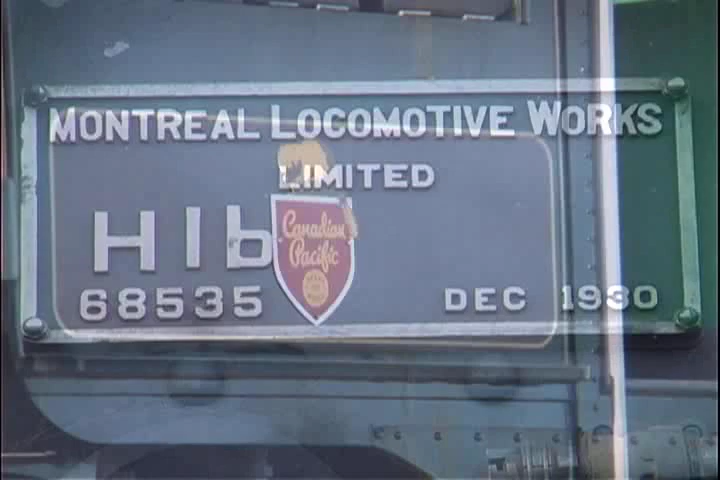 MONTREAL LOCOMOTIVE WORKS
LIMITED
H1b
Canadian
Pacific
68535 DEC 1930